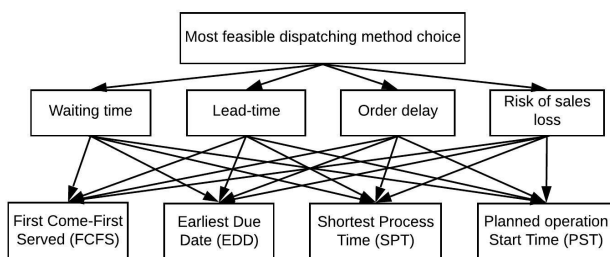 Most feasible dispatching method choice
Waiting time
Lead-time
Order delay
Risk of sales
loss
First Come-First
Served (FCFS)
Earliest Due
Date (EDD)
Shortest Process
Time (SPT)
Planned operation
Start Time (PST)